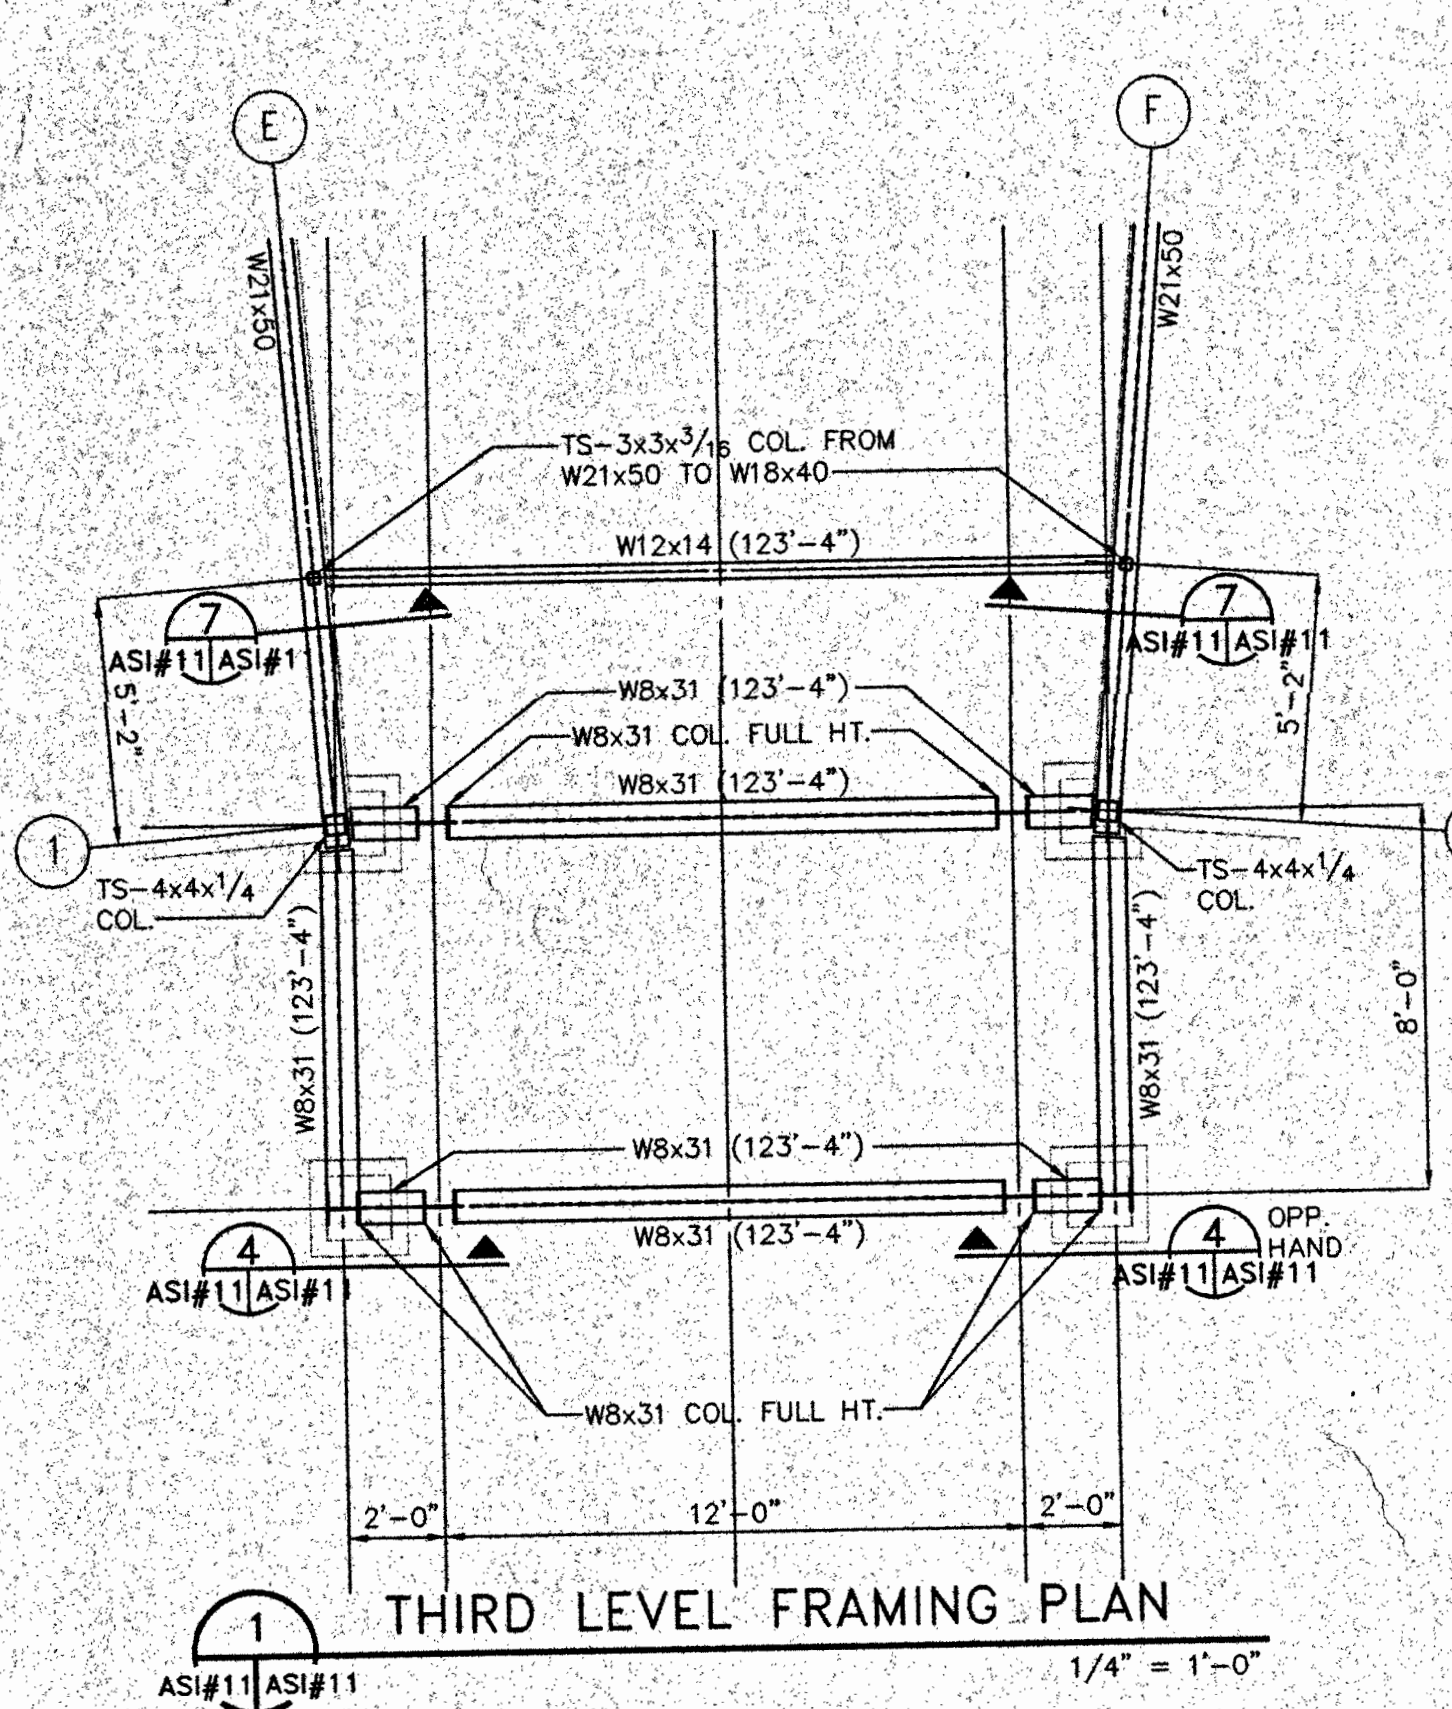 E
F
W21x50
W21x50
TS-3x3x3/16 COL. FROM
W21x50 TO W18x40
W12x14 (123'-4")
7
ASI#11 ASI#1
7
ASI#11 ASI#11
5'-2"
5'-2"
W8x31 (123'-4")
W8x31 COL. FULL HT.
W8x31 (123'-4")
1
TS-4x4x1/4
COL.
TS-4x4x1/4
COL.
W8x31 (123'-4")
W8x31 (123'-4")
8'-0"
W8x31 (123'-4")
W8x31 (123'-4")
4
ASI#11 ASI#11
4
ASI#11 ASI#11
OPP.
HAND
W8x31 COL. FULL HT.
2'-0"
12'-0"
2'-0"
1
ASI#11 ASI#11
THIRD LEVEL FRAMING PLAN
1/4" = 1'-0"